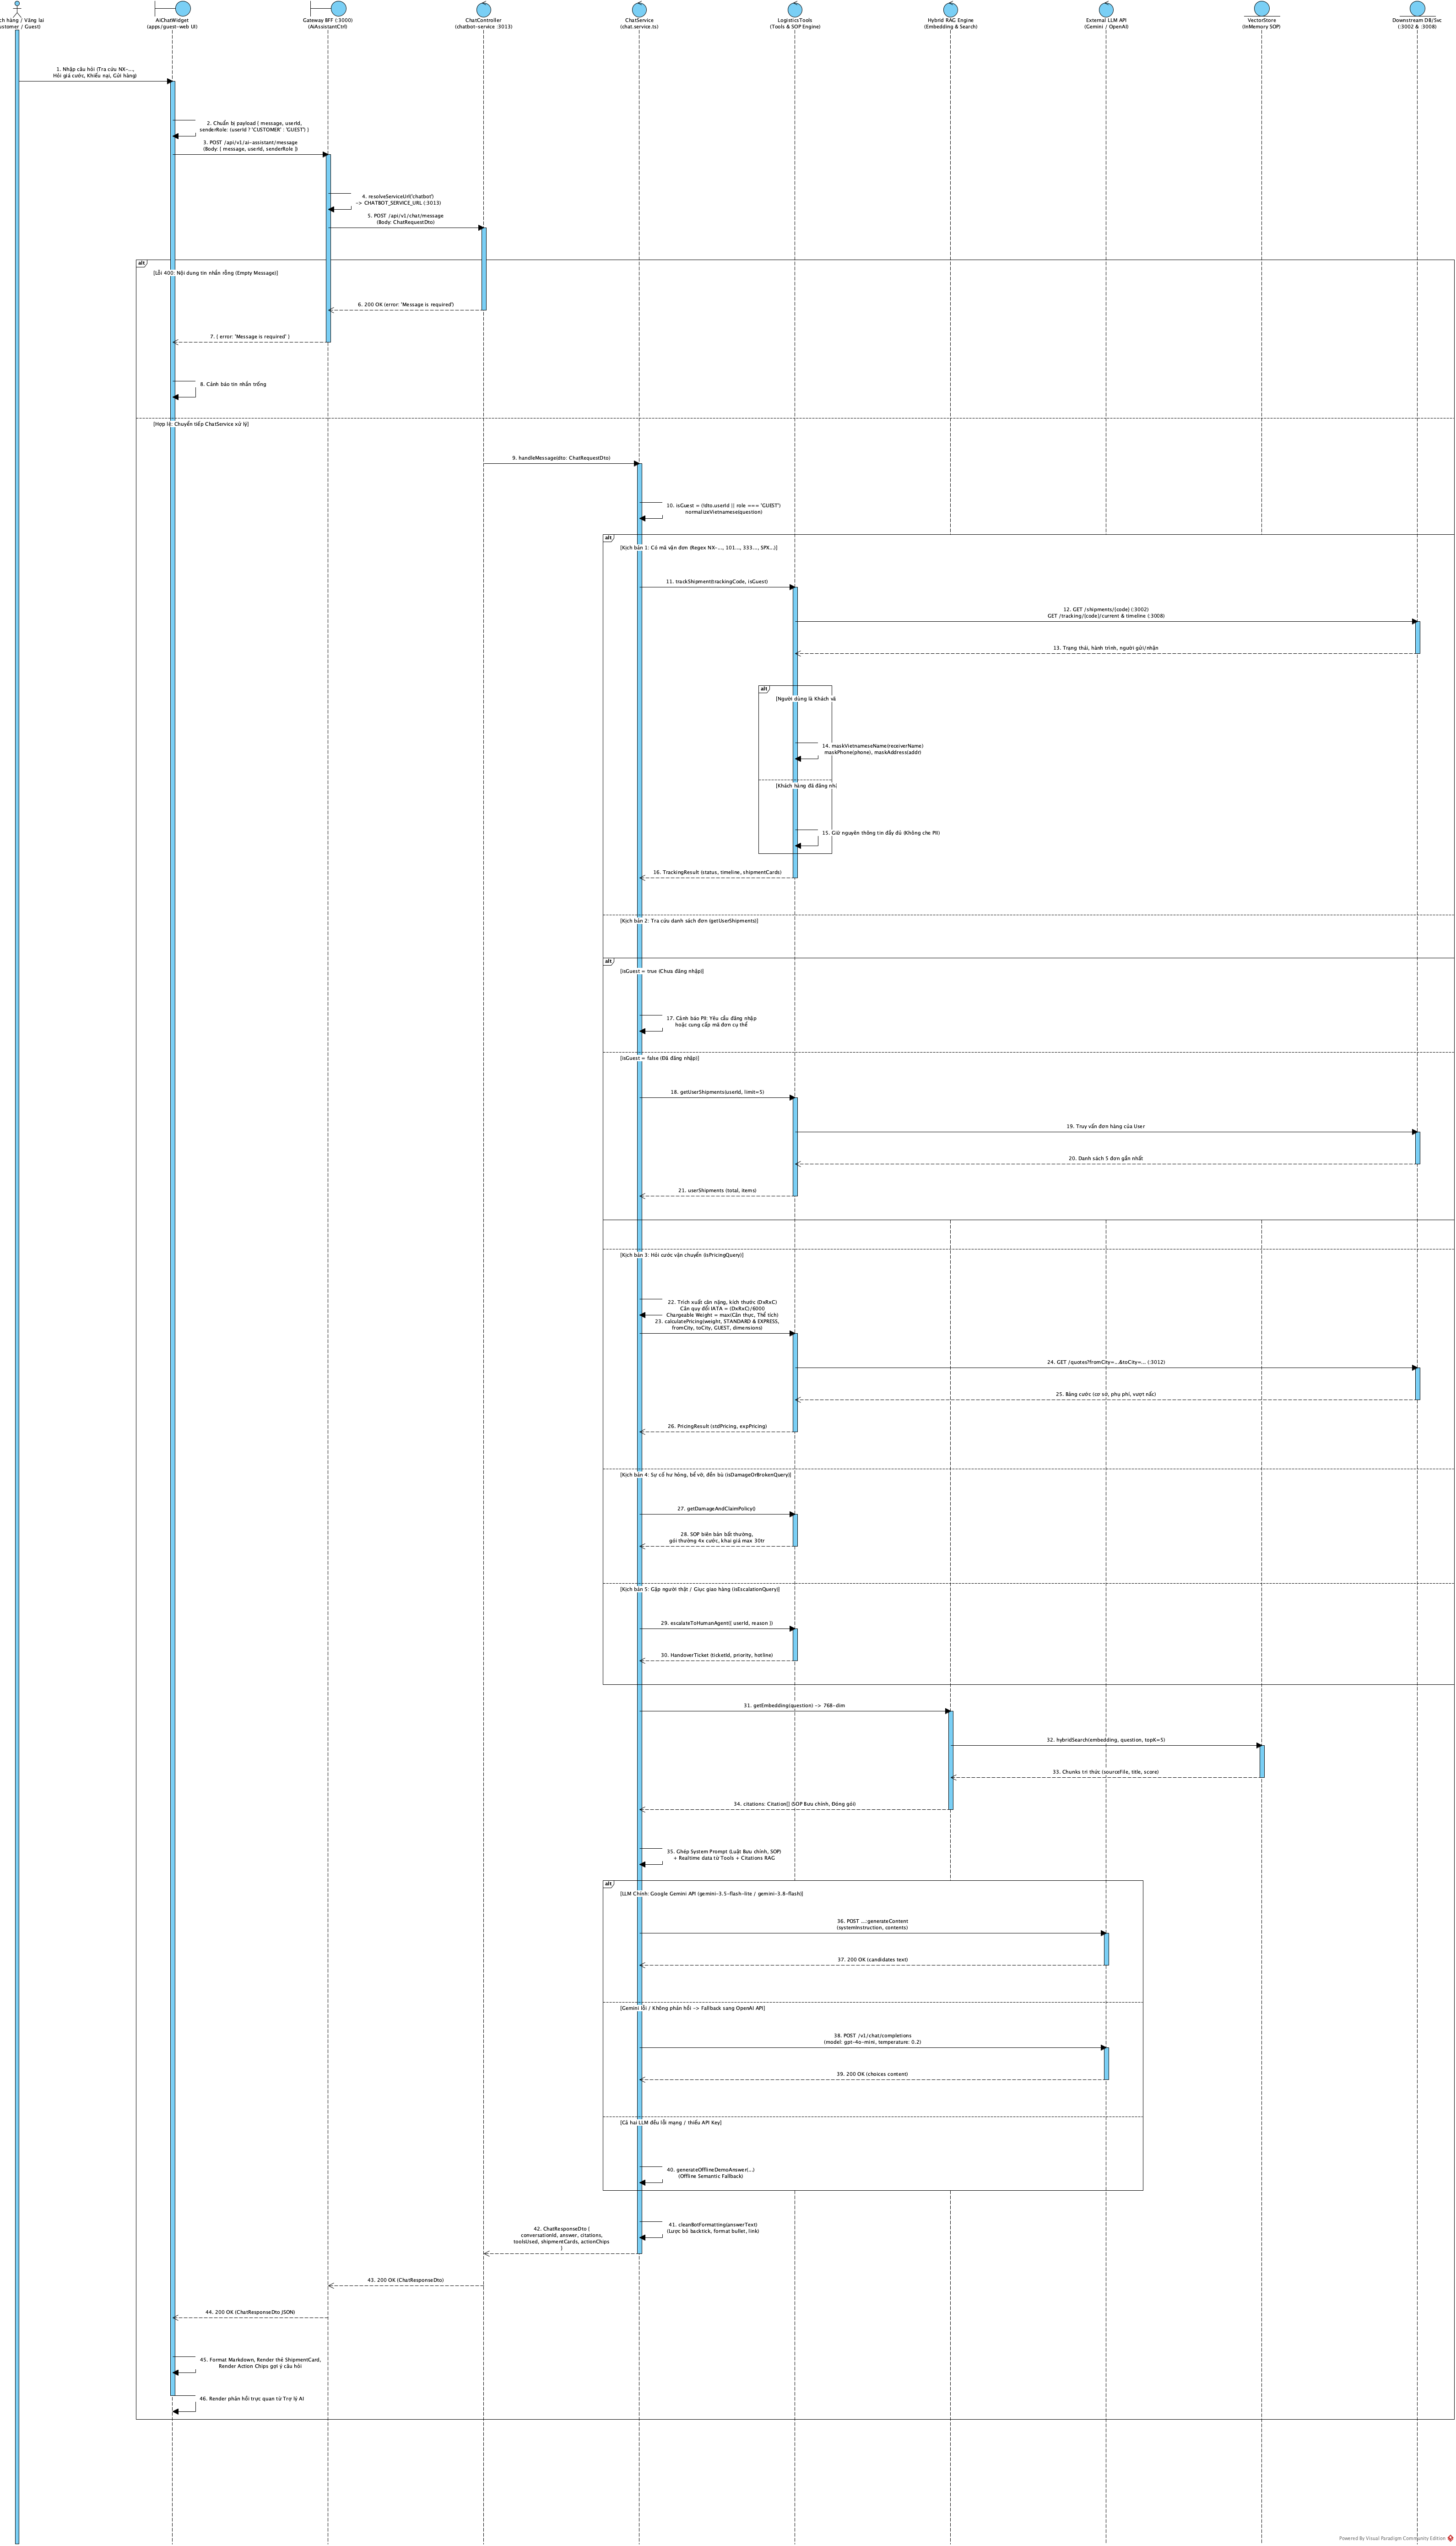 ch hàng / Vãng lai
stomer / Guest)
AiChatWidget
(apps/guest-web UI)
Gateway BFF (:3000)
(AiAssistantCtrl)
ChatController
(chatbot-service :3013)
ChatService
(chat.service.ts)
LogisticsTools
(Tools & SOP Engine)
Hybrid RAG Engine
(Embedding & Search)
External LLM API
(Gemini / OpenAI)
VectorStore
(InMemory SOP)
Downstream DB/Svc
(:3002 & :3008)
1. Nhập câu hỏi (Tra cứu NX-...,
Hỏi giá cước, Khiếu nại, Gửi hàng)
2. Chuẩn bị payload { message, userId,
senderRole: (userId ? 'CUSTOMER' : 'GUEST') }
3. POST /api/v1/ai-assistant/message
(Body: { message, userId, senderRole })
4. resolveServiceUrl('chatbot')
-> CHATBOT_SERVICE_URL (:3013)
5. POST /api/v1/chat/message
(Body: ChatRequestDto)
alt
[Lỗi 400: Nội dung tin nhắn rỗng (Empty Message)]
6. 200 OK (error: 'Message is required')
7. { error: 'Message is required' }
8. Cảnh báo tin nhắn trống
[Hợp lệ: Chuyển tiếp ChatService xử lý]
9. handleMessage(dto: ChatRequestDto)
10. isGuest = (!dto.userId || role === 'GUEST')
normalizeVietnamese(question)
alt
[Kịch bản 1: Có mã vận đơn (Regex NX-..., 101..., 333..., SPX...)]
11. trackShipment(trackingCode, isGuest)
12. GET /shipments/{code} (:3002)
GET /tracking/{code}/current & timeline (:3008)
13. Trạng thái, hành trình, người gửi/nhận
alt
[Người dùng là Khách vã
14. maskVietnameseName(receiverName)
maskPhone(phone), maskAddress(addr)
[Khách hàng đã đăng nhậ
15. Giữ nguyên thông tin đầy đủ (Không che PII)
16. TrackingResult (status, timeline, shipmentCards)
[Kịch bản 2: Tra cứu danh sách đơn (getUserShipments)]
alt
[isGuest = true (Chưa đăng nhập)]
17. Cảnh báo PII: Yêu cầu đăng nhập
hoặc cung cấp mã đơn cụ thể
[isGuest = false (Đã đăng nhập)]
18. getUserShipments(userId, limit=5)
19. Truy vấn đơn hàng của User
20. Danh sách 5 đơn gần nhất
21. userShipments (total, items)
[Kịch bản 3: Hỏi cước vận chuyển (isPricingQuery)]
22. Trích xuất cân nặng, kích thước (DxRxC)
Cân quy đổi IATA = (DxRxC)/6000
Chargeable Weight = max(Cân thực, Thể tích)
23. calculatePricing(weight, STANDARD & EXPRESS,
fromCity, toCity, GUEST, dimensions)
24. GET /quotes?fromCity=...&toCity=... (:3012)
25. Bảng cước (cơ sở, phụ phí, vượt nấc)
26. PricingResult (stdPricing, expPricing)
[Kịch bản 4: Sự cố hư hỏng, bể vỡ, đền bù (isDamageOrBrokenQuery)]
27. getDamageAndClaimPolicy()
28. SOP biên bản bất thường,
gói thường 4x cước, khai giá max 30tr
[Kịch bản 5: Gặp người thật / Giục giao hàng (isEscalationQuery)]
29. escalateToHumanAgent({ userId, reason })
30. HandoverTicket (ticketId, priority, hotline)
31. getEmbedding(question) -> 768-dim
32. hybridSearch(embedding, question, topK=5)
33. Chunks tri thức (sourceFile, title, score)
34. citations: Citation[] (SOP Bưu chính, Đóng gói)
35. Ghép System Prompt (Luật Bưu chính, SOP)
+ Realtime data từ Tools + Citations RAG
alt
[LLM Chính: Google Gemini API (gemini-3.5-flash-lite / gemini-3.8-flash)]
36. POST ...:generateContent
(systemInstruction, contents)
37. 200 OK (candidates text)
[Gemini lỗi / Không phản hồi -> Fallback sang OpenAI API]
38. POST /v1/chat/completions
(model: gpt-4o-mini, temperature: 0.2)
39. 200 OK (choices content)
[Cả hai LLM đều lỗi mạng / thiếu API Key]
40. generateOfflineDemoAnswer(...)
(Offline Semantic Fallback)
41. cleanBotFormatting(answerText)
(Lược bỏ backtick, format bullet, link)
42. ChatResponseDto {
conversationId, answer, citations,
toolsUsed, shipmentCards, actionChips
}
43. 200 OK (ChatResponseDto)
44. 200 OK (ChatResponseDto JSON)
45. Format Markdown, Render thẻ ShipmentCard,
Render Action Chips gợi ý câu hỏi
46. Render phản hồi trực quan từ Trợ lý AI
Powered By Visual Paradigm Community Edition